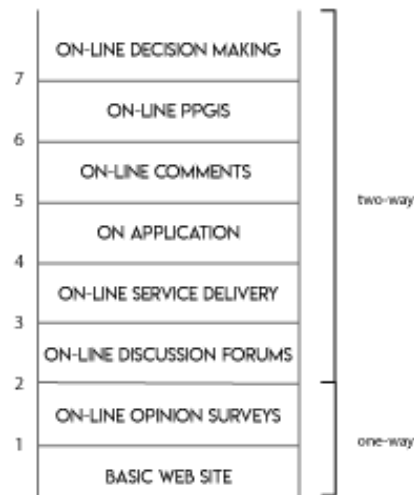 ON-LINE DECISION MAKING
7
ON-LINE PPGIS
6
ON-LINE COMMENTS
5
two-way
ON APPLICATION
4
ON-LINE SERVICE DELIVERY
3
ON-LINE DISCUSSION FORUMS
2
ON-LINE OPINION SURVEYS
1
one-way
BASIC WEB SITE